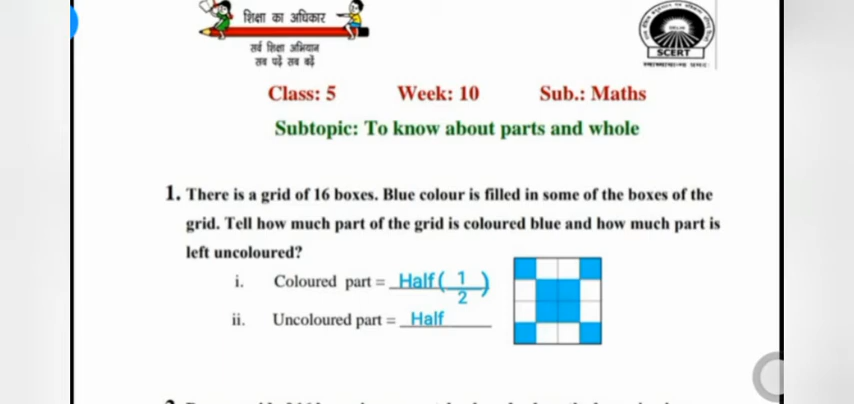 शिक्षा का अधिकार
सर्व शिक्षा अभियान
सब पढ़ें सब बढ़ें
SCERT
Class: 5 Week: 10 Sub.: Maths
Subtopic: To know about parts and whole
1. There is a grid of 16 boxes. Blue colour is filled in some of the boxes of the
grid. Tell how much part of the grid is coloured blue and how much part is
left uncoloured?
i. Coloured part = Half ( 1/2 )
ii. Uncoloured part = Half